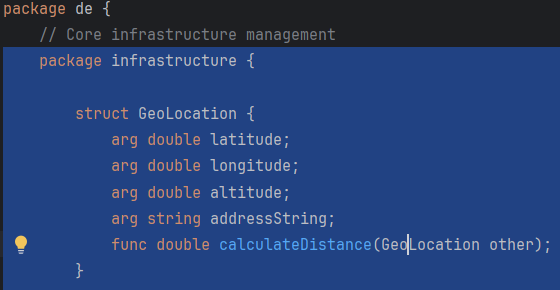 package de {
    // Core infrastructure management
    package infrastructure {

        struct GeoLocation {
            arg double latitude;
            arg double longitude;
            arg double altitude;
            arg string addressString;
            func double calculateDistance(GeoLocation other);
        }